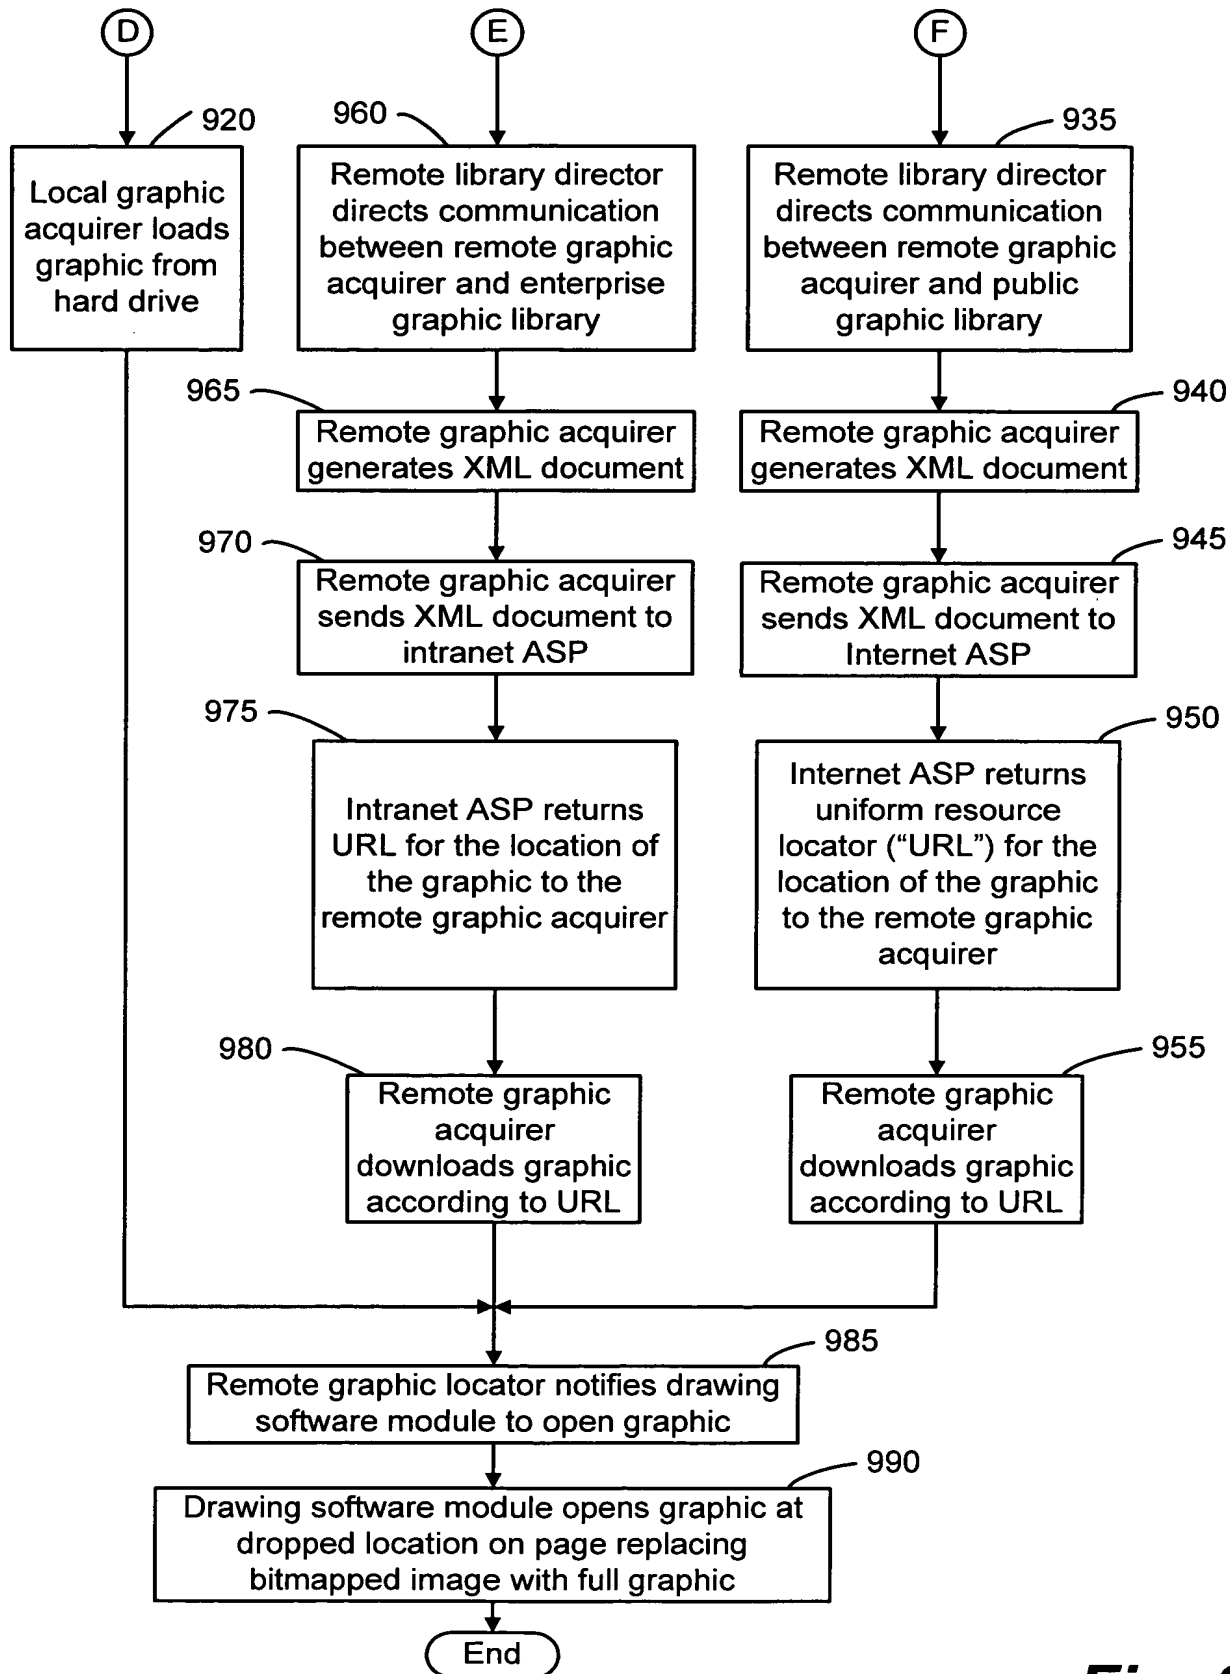 D
E
F
920
960
935
Local graphic
acquirer loads
graphic from
hard drive
Remote library director
directs communication
between remote graphic
acquirer and enterprise
graphic library
Remote library director
directs communication
between remote graphic
acquirer and public
graphic library
965
940
Remote graphic acquirer
generates XML document
Remote graphic acquirer
generates XML document
970
945
Remote graphic acquirer
sends XML document to
intranet ASP
Remote graphic acquirer
sends XML document to
Internet ASP
975
950
Intranet ASP returns
URL for the location of
the graphic to the
remote graphic acquirer
Internet ASP returns
uniform resource
locator (“URL”) for the
location of the graphic
to the remote graphic
acquirer
980
955
Remote graphic
acquirer
downloads graphic
according to URL
Remote graphic
acquirer
downloads graphic
according to URL
985
Remote graphic locator notifies drawing
software module to open graphic
990
Drawing software module opens graphic at
dropped location on page replacing
bitmapped image with full graphic
End